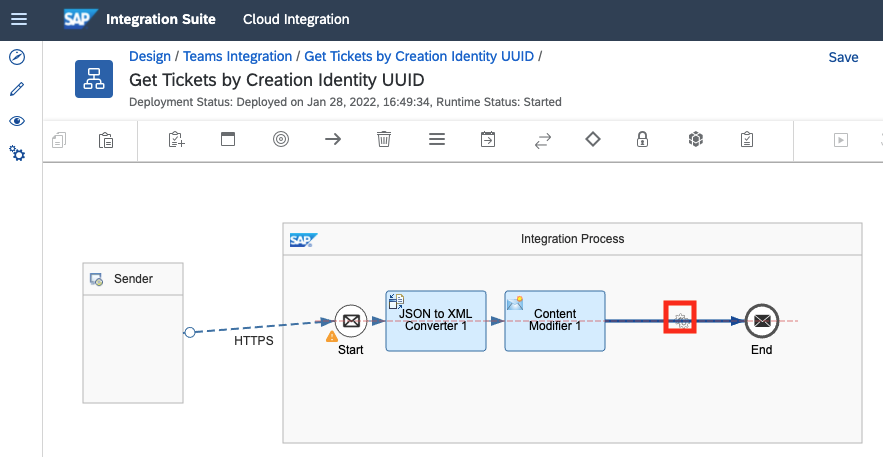 SAP Integration Suite Cloud Integration
Design / Teams Integration / Get Tickets by Creation Identity UUID /
Save
Get Tickets by Creation Identity UUID
Deployment Status: Deployed on Jan 28, 2022, 16:49:34, Runtime Status: Started
SAP Integration Process
Sender
HTTPS
Start
JSON to XML
Converter 1
Content
Modifier 1
End